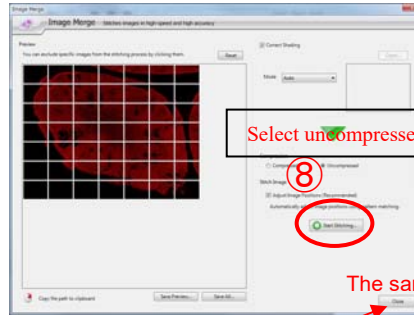 Image Merge
Image Merge Stitches images in high-speed and high accuracy
Preview
You can exclude specific images from the stitching process by clicking them.
Reset
Correct Shading
Mode Auto
Select uncompresse
Uncompressed
⑧
Stitch Image
Adjust Image Positions (Recommended)
Start Stitching...
The sar
Copy the path to clipboard.
Save Preview...
Save All...
Close